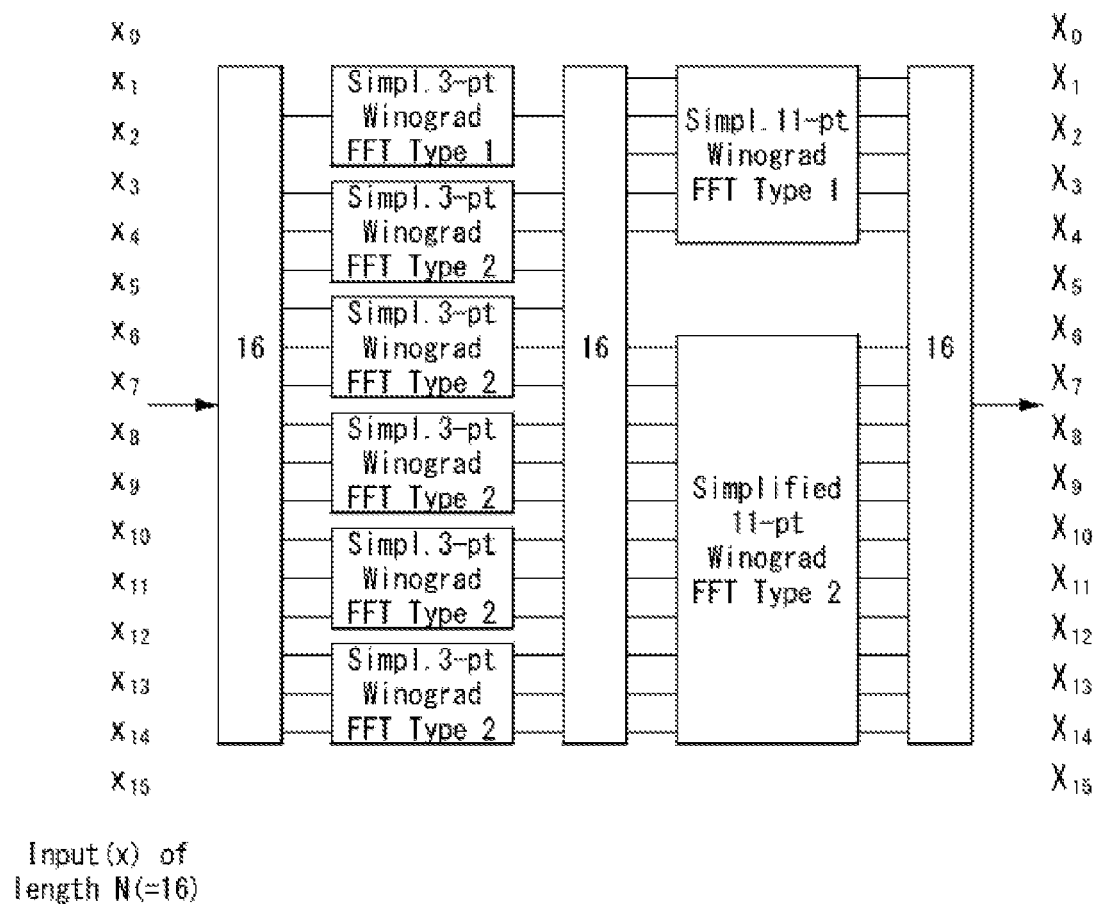 x0
x1
x2
x3
x4
x5
x6
x7
x8
x9
x10
x11
x12
x13
x14
x15
Input(x) of
length N(=16)
16
Simpl.3-pt
Winograd
FFT Type 1
Simpl.3-pt
Winograd
FFT Type 2
Simpl.3-pt
Winograd
FFT Type 2
Simpl.3-pt
Winograd
FFT Type 2
Simpl.3-pt
Winograd
FFT Type 2
Simpl.3-pt
Winograd
FFT Type 2
16
Simpl.11-pt
Winograd
FFT Type 1
Simplified
11-pt
Winograd
FFT Type 2
16
X0
X1
X2
X3
X4
X5
X6
X7
X8
X9
X10
X11
X12
X13
X14
X15